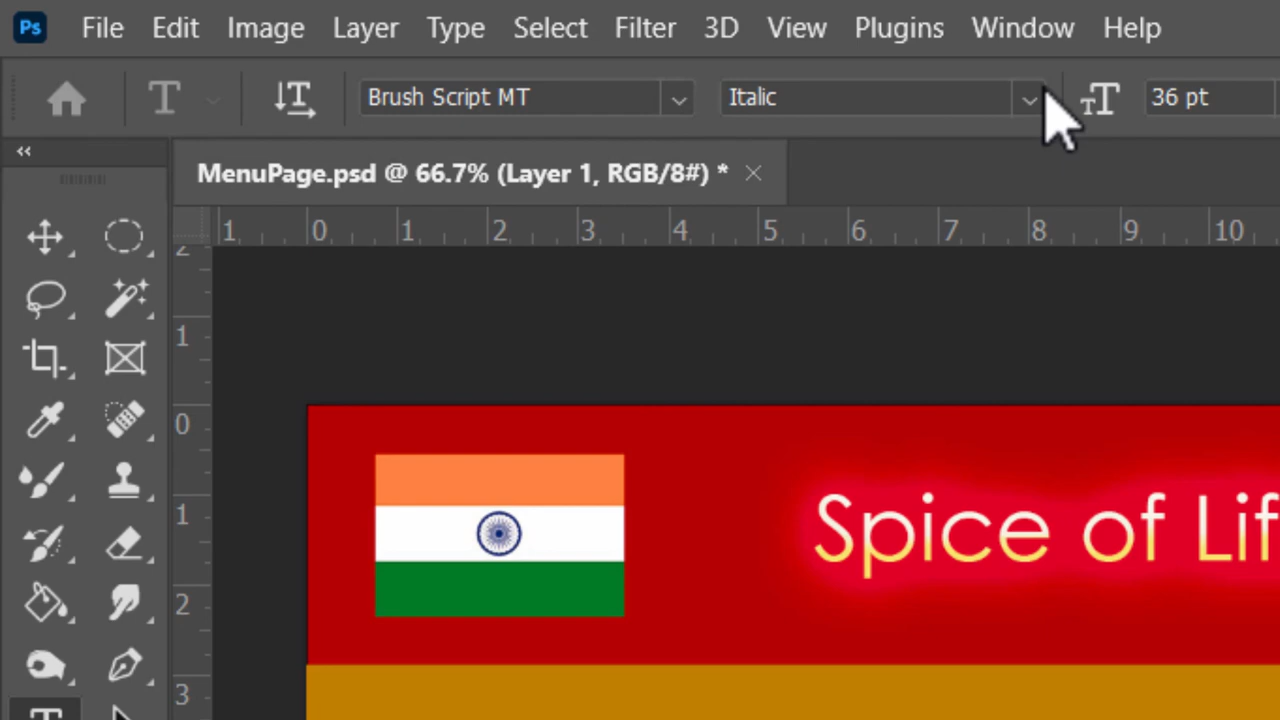 Ps File Edit Image Layer Type Select Filter 3D View Plugins Window Help
Brush Script MT Italic 36 pt
MenuPage.psd @ 66.7% (Layer 1, RGB/8#) *
1 0 1 2 3 4 5 6 7 8 9 10
2
1
0
1
Spice of Lif
2
3